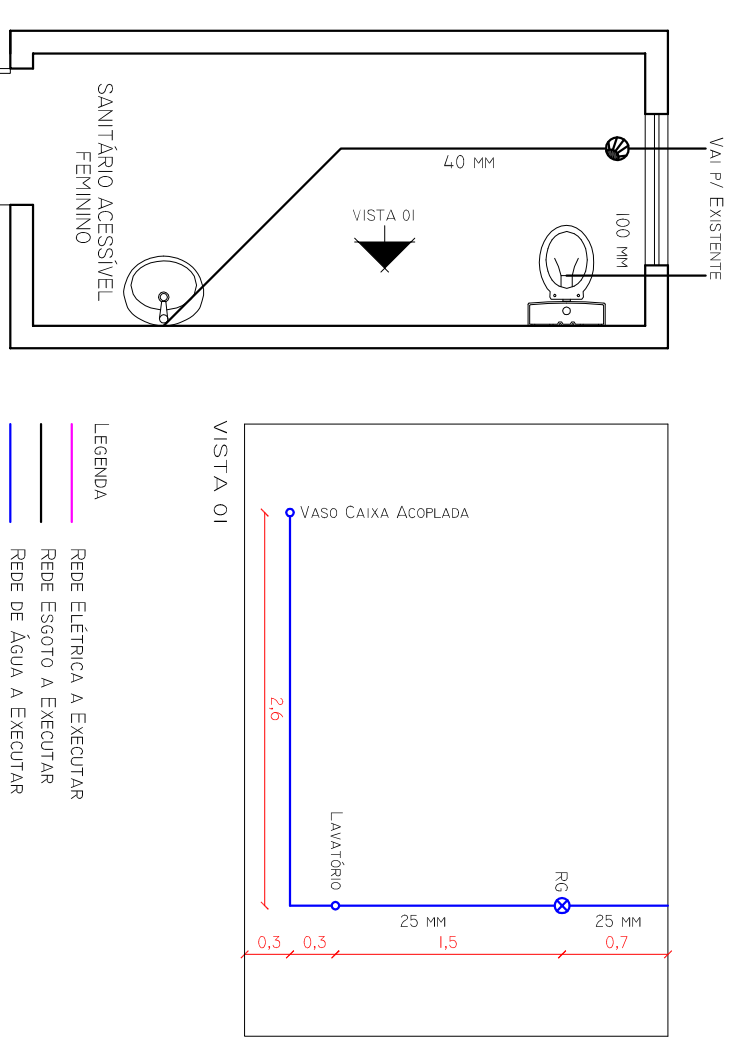 VAI P/ EXISTENTE
40 MM
100 MM
VISTA 01
SANITÁRIO ACESSÍVEL
FEMININO
VASO CAIXA ACOPLADA
2,6
LAVATÓRIO
RG
25 MM
25 MM
0,3
0,3
1,5
0,7
VISTA 01
LEGENDA
REDE ELÉTRICA A EXECUTAR
REDE ESGOTO A EXECUTAR
REDE DE ÁGUA A EXECUTAR